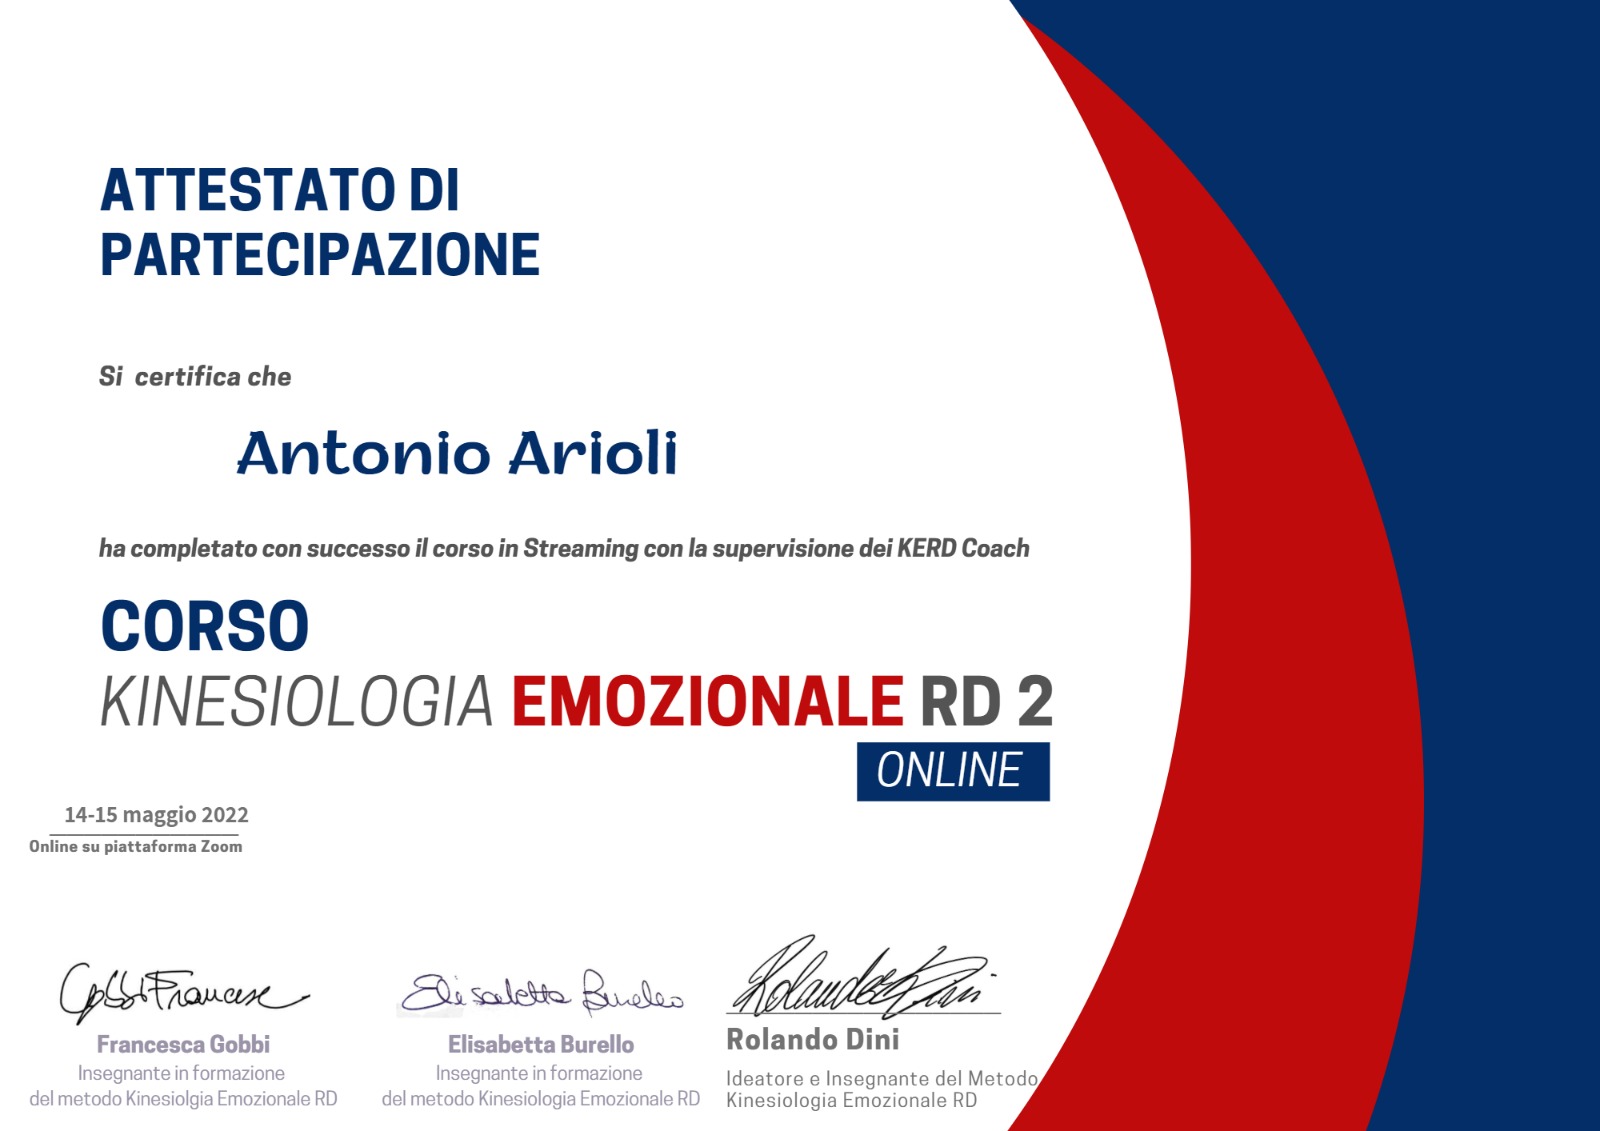 ATTESTATO DI
PARTECIPAZIONE
Si certifica che
Antonio Arioli
ha completato con successo il corso in Streaming con la supervisione dei KERD Coach
CORSO
KINESIOLOGIA EMOZIONALE RD 2
ONLINE
14-15 maggio 2022
Online su piattaforma Zoom
Gobbi Francesc
Elisabetta Burello
Rolando Dini
Francesca Gobbi
Insegnante in formazione
del metodo Kinesiolgia Emozionale RD
Elisabetta Burello
Insegnante in formazione
del metodo Kinesiologia Emozionale RD
Rolando Dini
Ideatore e Insegnante del Metodo
Kinesiologia Emozionale RD